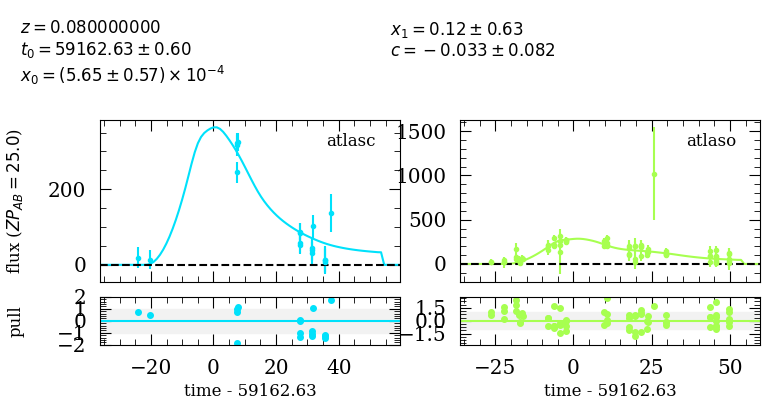 z = 0.080000000
t0 = 59162.63 ± 0.60
x0 = (5.65 ± 0.57) × 10^−4
x1 = 0.12 ± 0.63
c = −0.033 ± 0.082
flux (ZP_AB = 25.0)
200
0
atlasc
1500
1000
500
0
atlaso
pull
2
1
0
−1
−2
−20 0 20 40
time - 59162.63
1.5
0.0
−1.5
−25 0 25 50
time - 59162.63